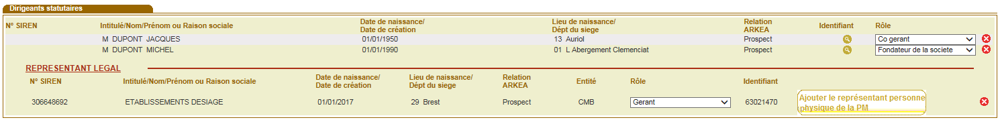 Dirigeants statutaires
N° SIREN Intitulé/Nom/Prénom ou Raison sociale Date de naissance/ Lieu de naissance/ Relation Identifiant Rôle
Date de création Dépt du siege ARKEA
M DUPONT JACQUES 01/01/1950 13 Auriol Prospect Co gerant
M DUPONT MICHEL 01/01/1990 01 L Abergement Clemenciat Prospect Fondateur de la societe
REPRESENTANT LEGAL
N° SIREN Intitulé/Nom/Prénom ou Raison sociale Date de naissance/ Lieu de naissance/ Relation Entité Rôle Identifiant
Date de création Dépt du siege ARKEA
306648692 ETABLISSEMENTS DESIAGE 01/01/2017 29 Brest Prospect CMB Gerant 63021470 Ajouter le représentant personne
physique de la PM